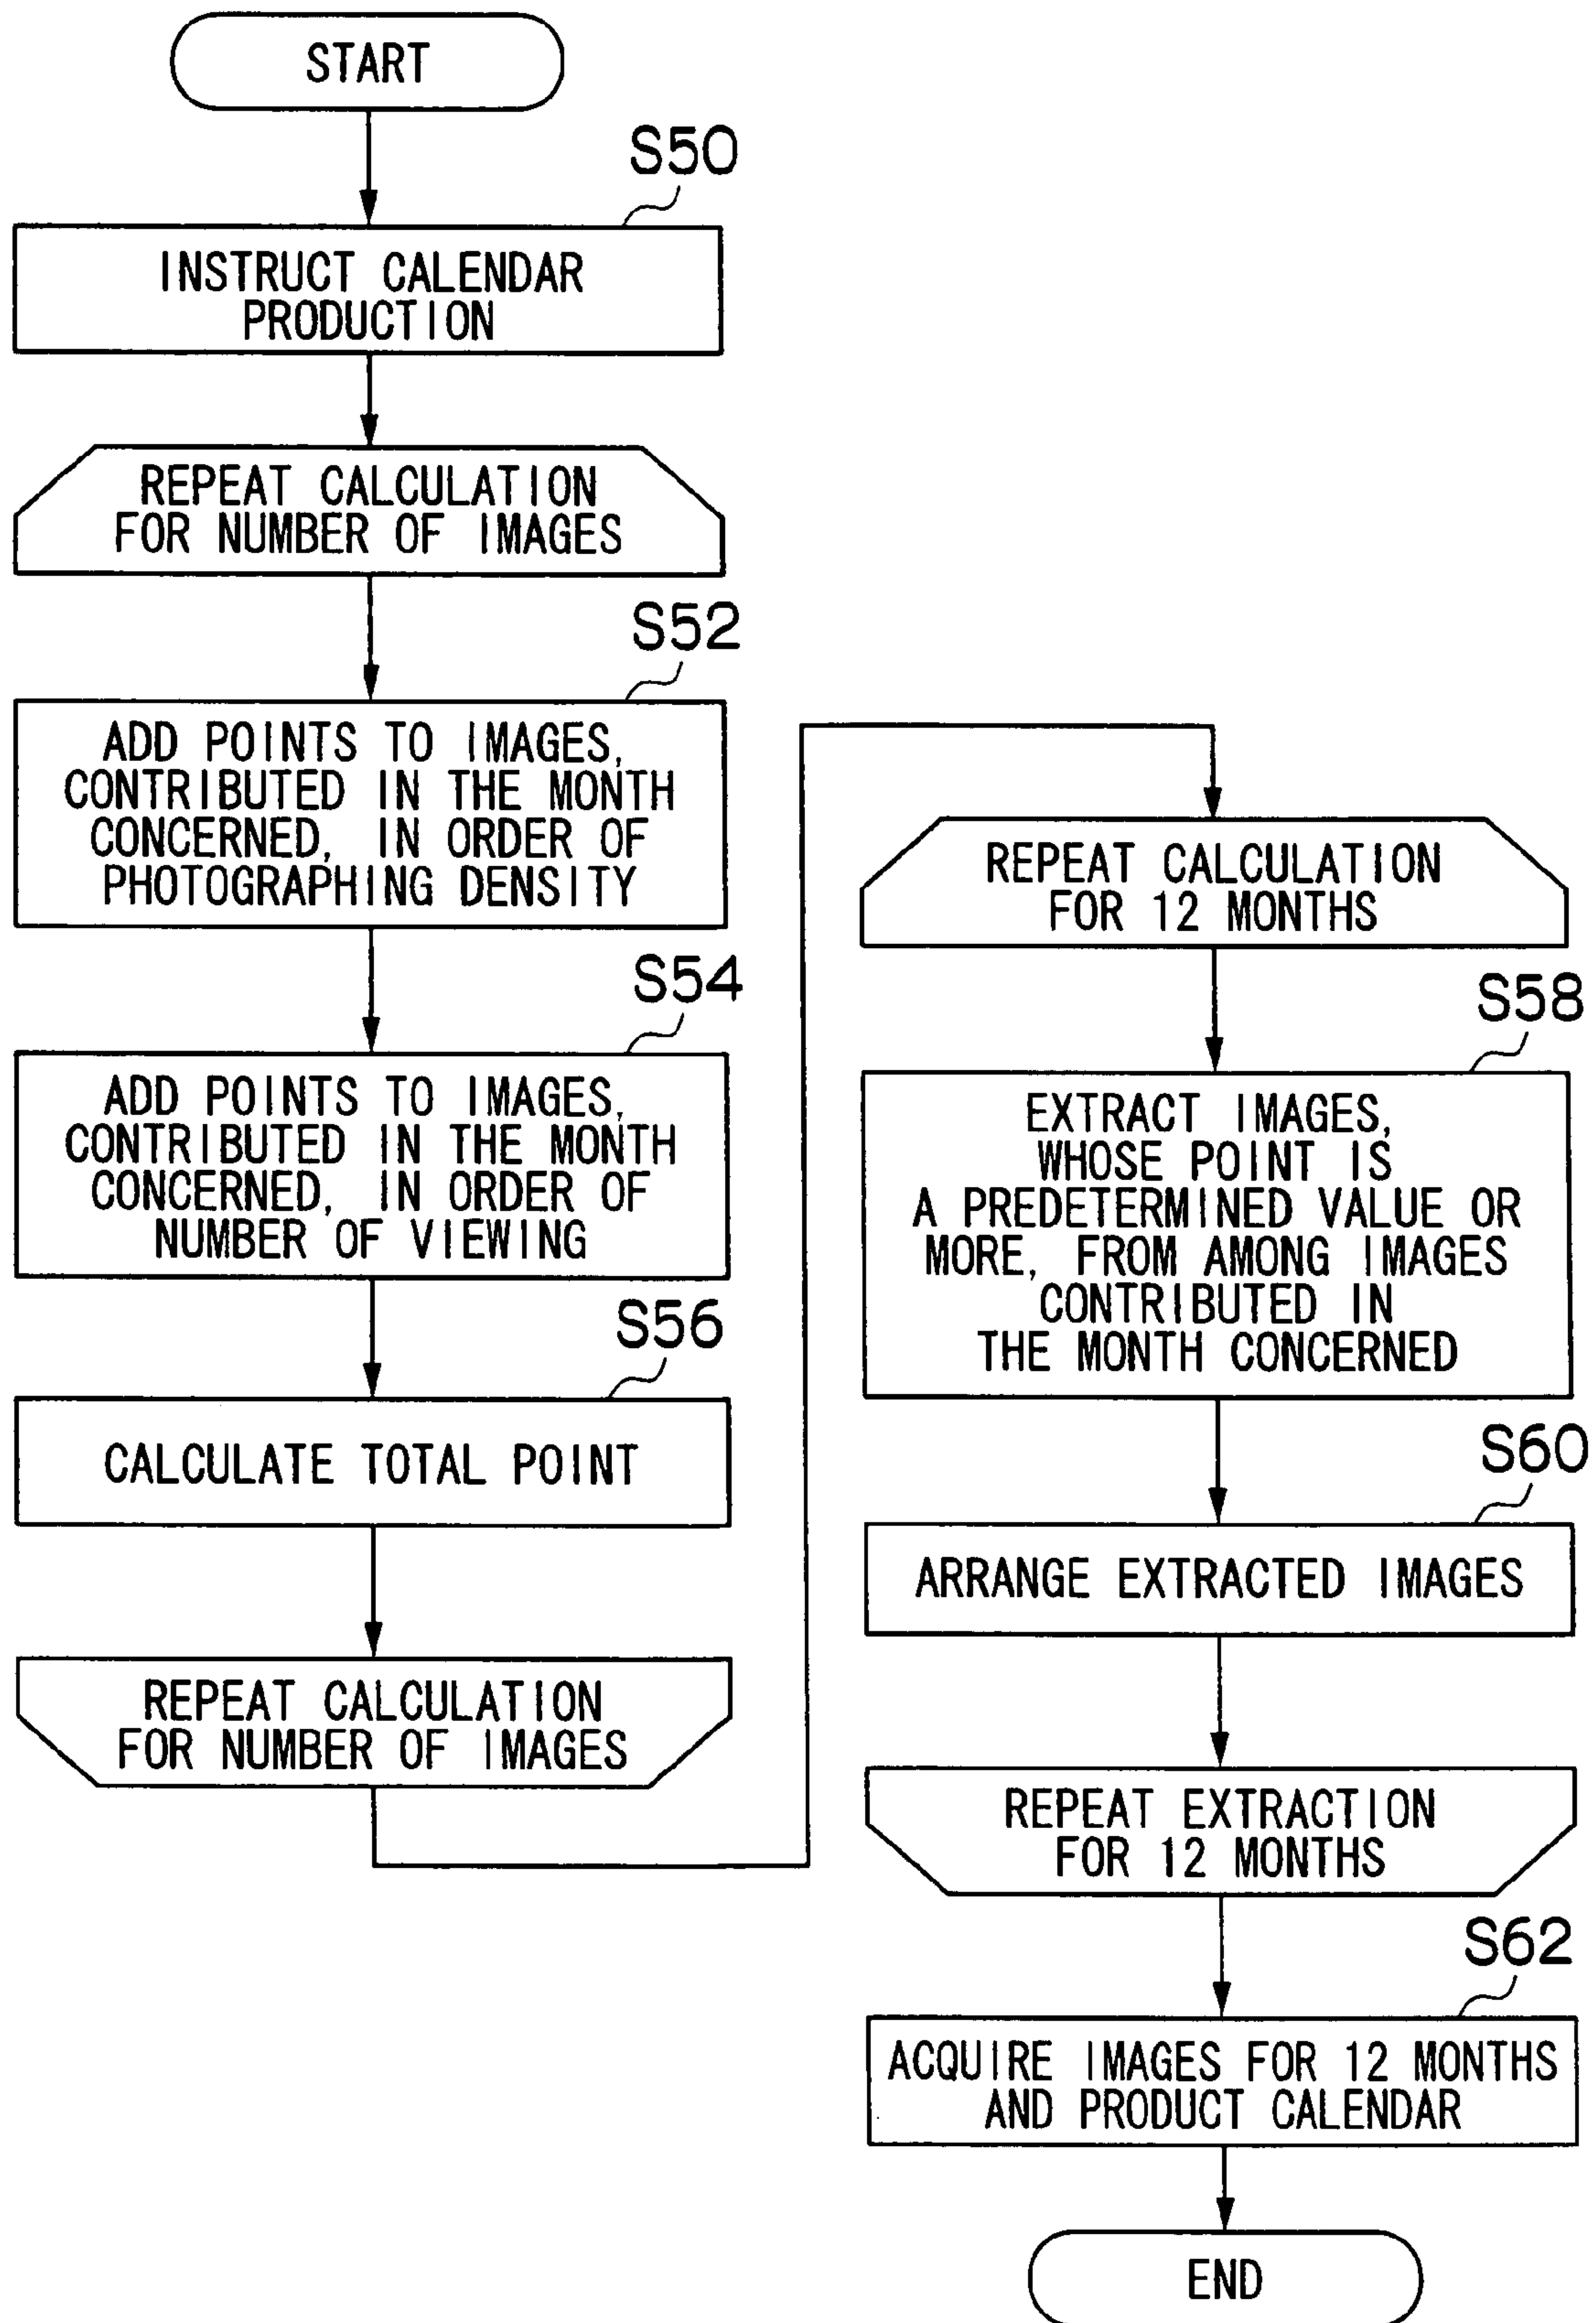 START
S50
INSTRUCT CALENDAR
PRODUCTION
REPEAT CALCULATION
FOR NUMBER OF IMAGES
S52
ADD POINTS TO IMAGES,
CONTRIBUTED IN THE MONTH
CONCERNED, IN ORDER OF
PHOTOGRAPHING DENSITY
S54
ADD POINTS TO IMAGES,
CONTRIBUTED IN THE MONTH
CONCERNED, IN ORDER OF
NUMBER OF VIEWING
S56
CALCULATE TOTAL POINT
REPEAT CALCULATION
FOR NUMBER OF IMAGES
REPEAT CALCULATION
FOR 12 MONTHS
S58
EXTRACT IMAGES,
WHOSE POINT IS
A PREDETERMINED VALUE OR
MORE, FROM AMONG IMAGES
CONTRIBUTED IN
THE MONTH CONCERNED
S60
ARRANGE EXTRACTED IMAGES
REPEAT EXTRACTION
FOR 12 MONTHS
S62
ACQUIRE IMAGES FOR 12 MONTHS
AND PRODUCT CALENDAR
END